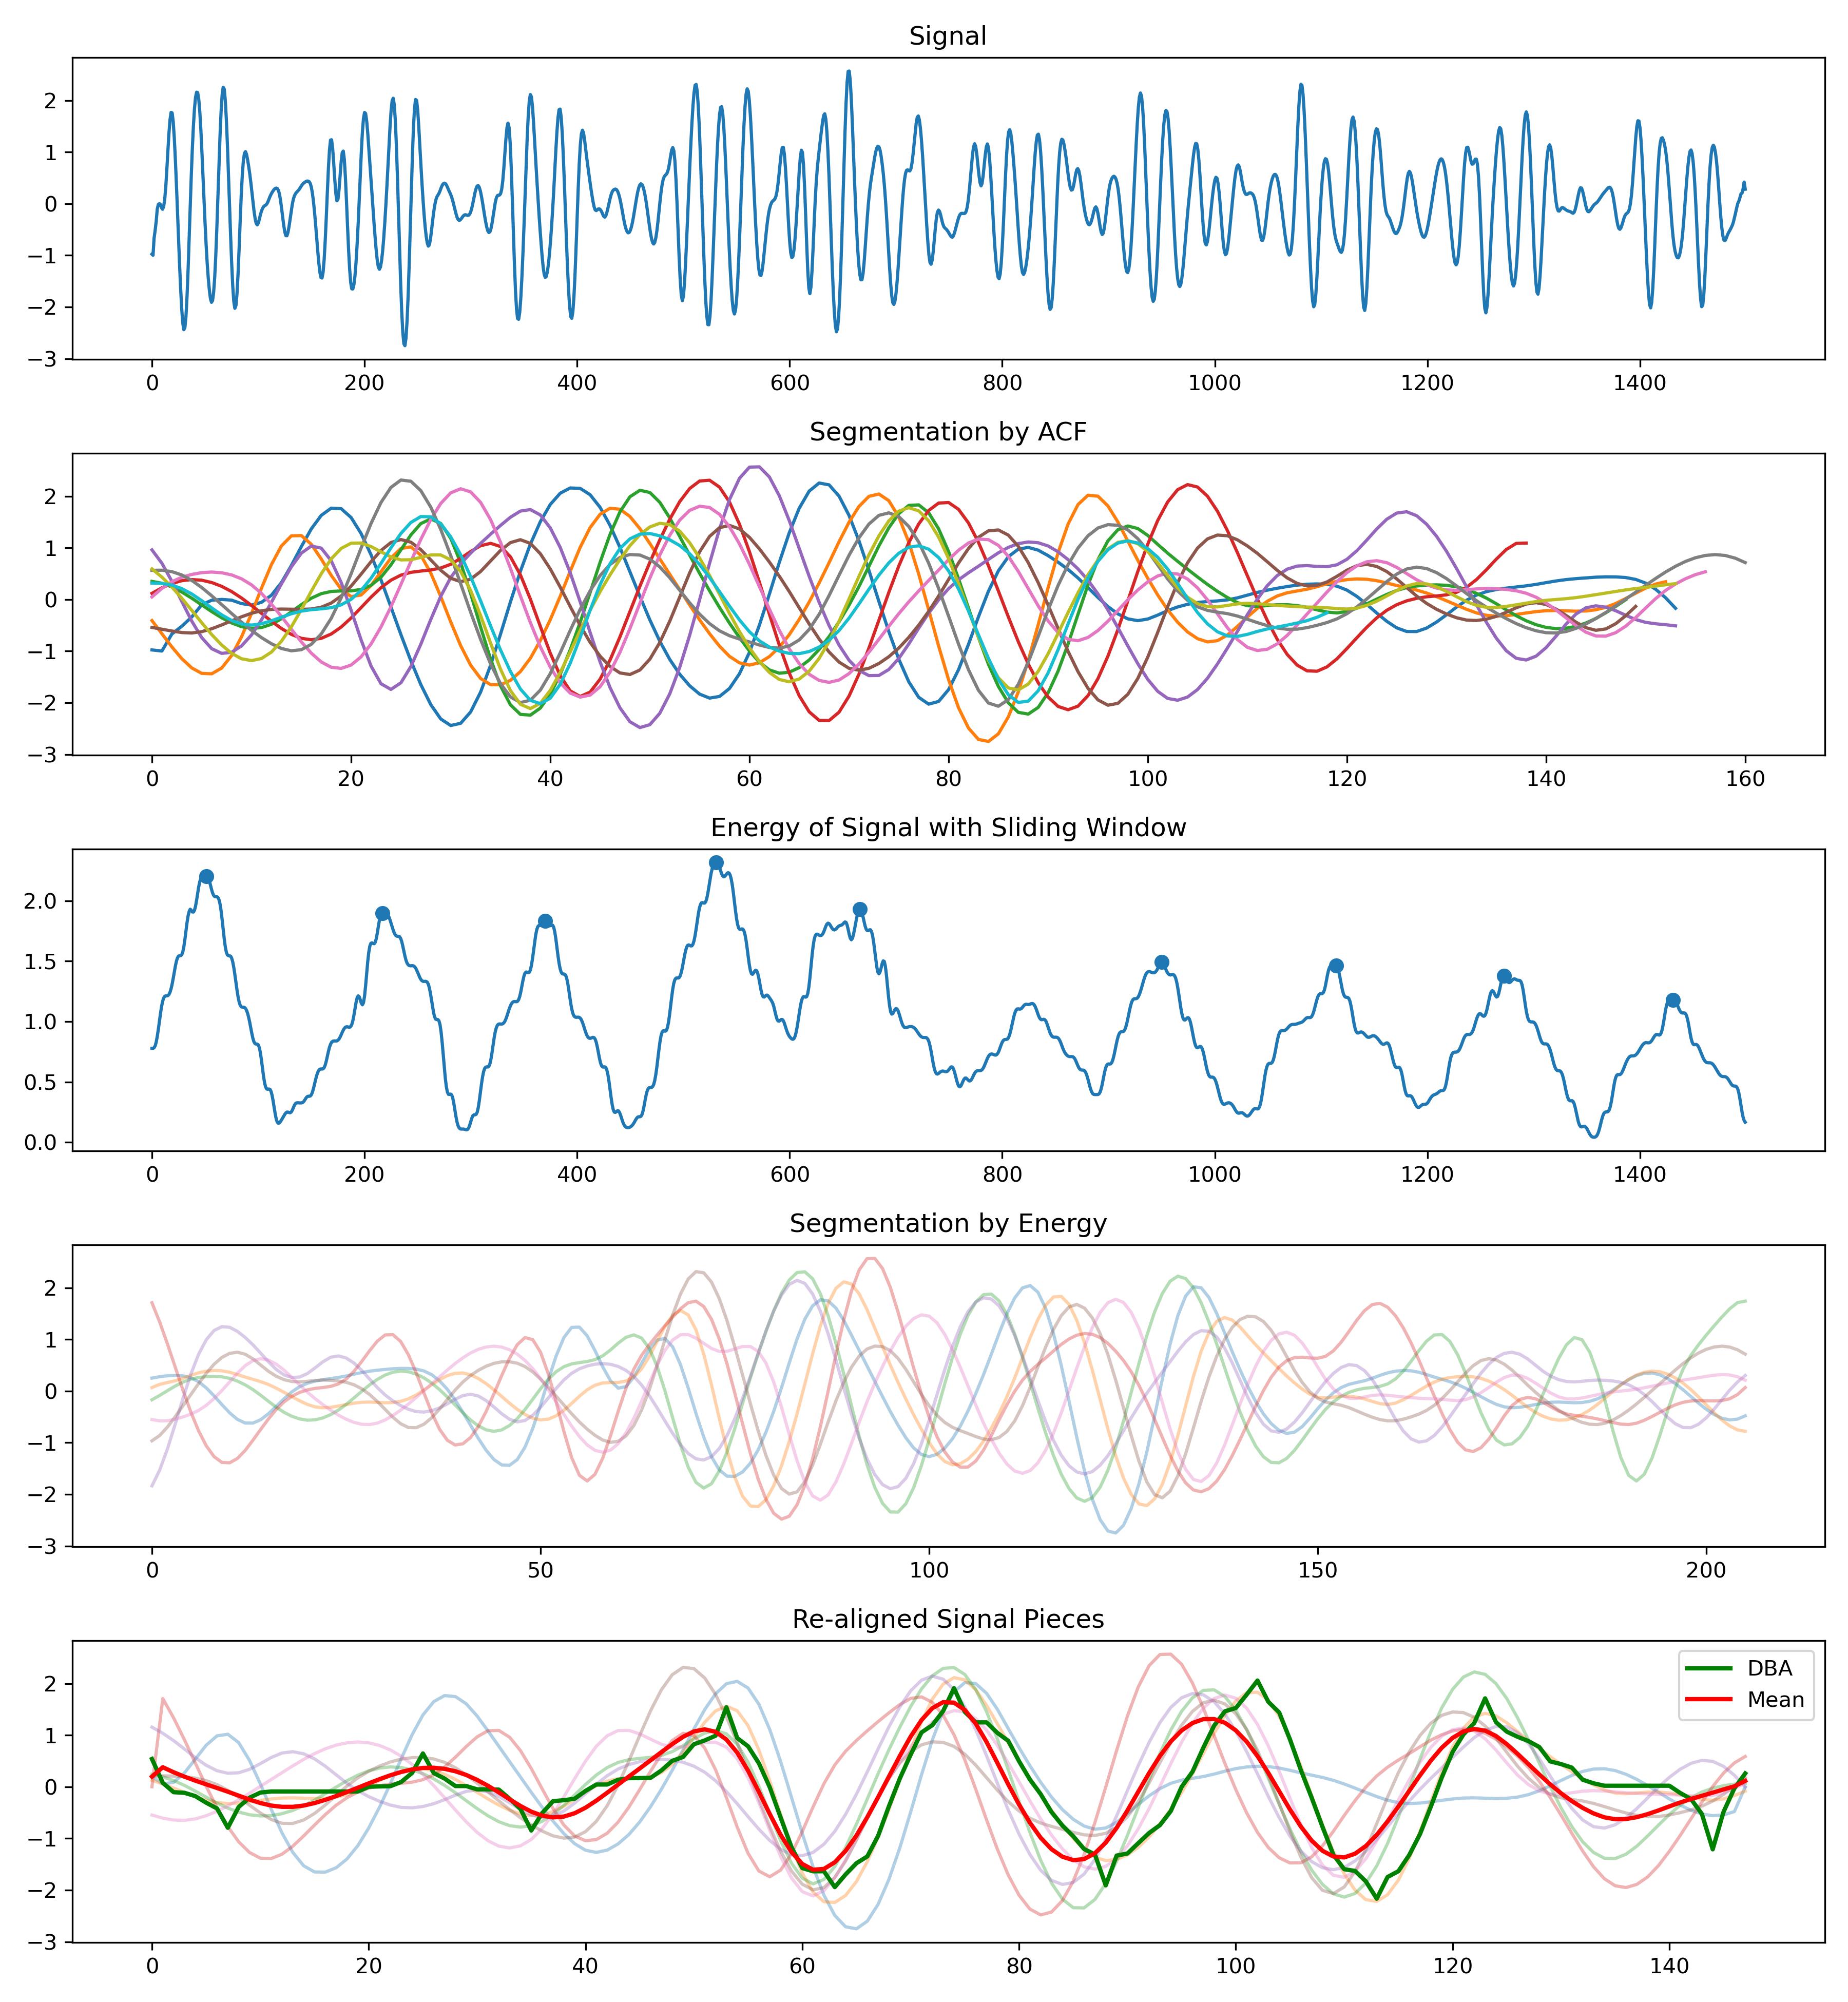 Signal
2
1
0
−1
−2
−3
0 200 400 600 800 1000 1200 1400
Segmentation by ACF
2
1
0
−1
−2
−3
0 20 40 60 80 100 120 140 160
Energy of Signal with Sliding Window
2.0
1.5
1.0
0.5
0.0
0 200 400 600 800 1000 1200 1400
Segmentation by Energy
2
1
0
−1
−2
−3
0 50 100 150 200
Re-aligned Signal Pieces
DBA
Mean
2
1
0
−1
−2
−3
0 20 40 60 80 100 120 140